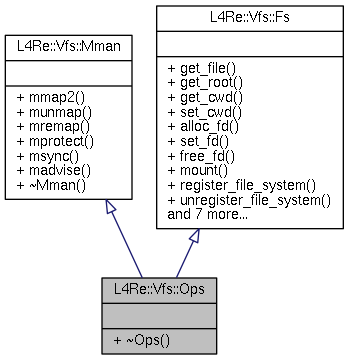 L4Re::Vfs::Mman
+ mmap2()
+ munmap()
+ mremap()
+ mprotect()
+ msync()
+ madvise()
+ ~Mman()
L4Re::Vfs::Fs
+ get_file()
+ get_root()
+ get_cwd()
+ set_cwd()
+ alloc_fd()
+ set_fd()
+ free_fd()
+ mount()
+ register_file_system()
+ unregister_file_system()
and 7 more...
L4Re::Vfs::Ops
+ ~Ops()